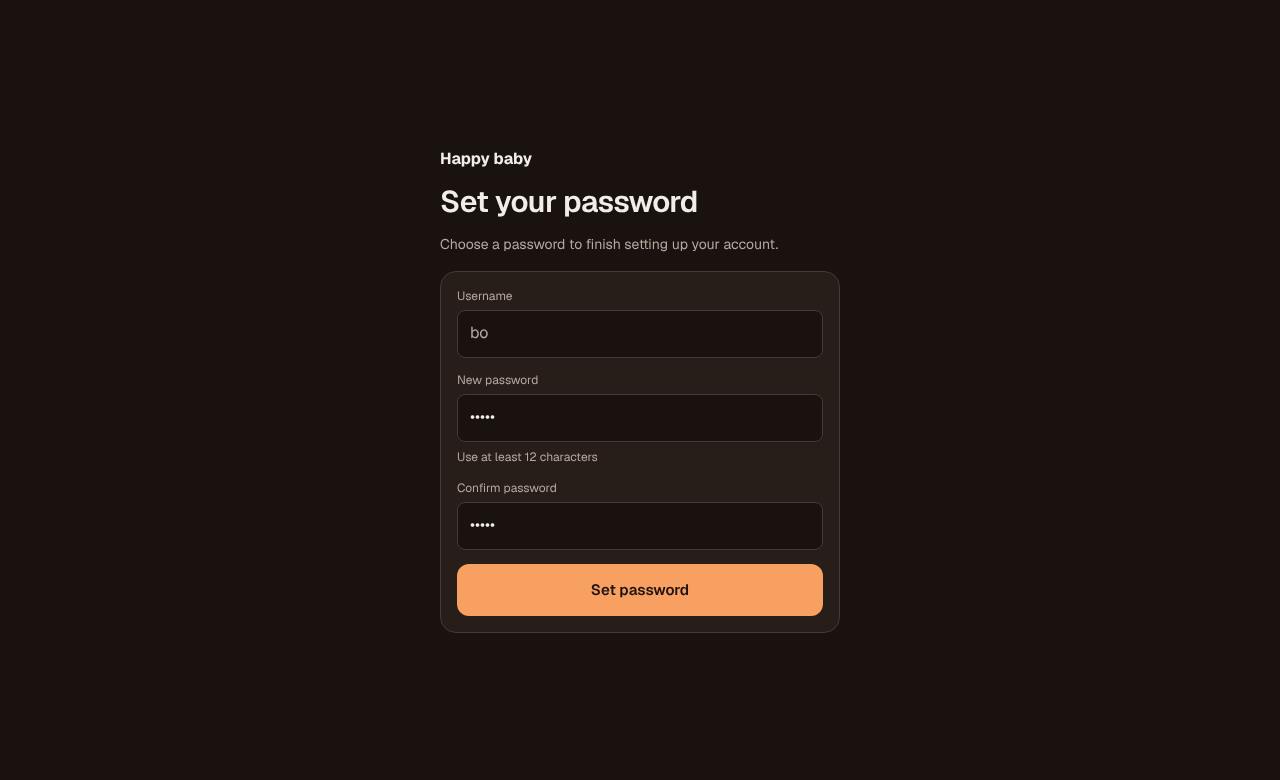 Happy baby
Set your password
Choose a password to finish setting up your account.
Username
bo
New password
•••••
Use at least 12 characters
Confirm password
•••••
Set password